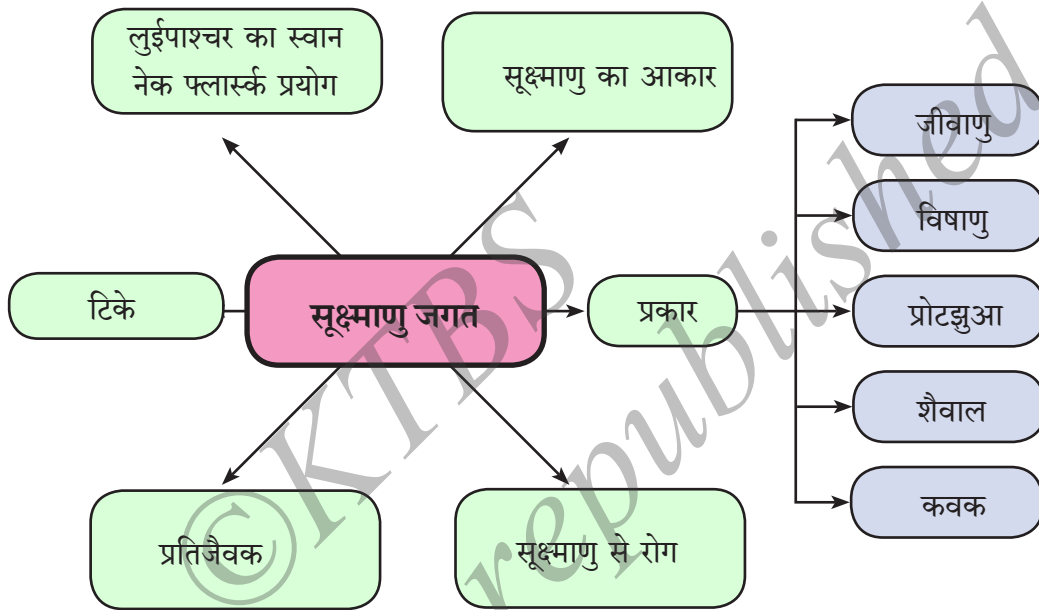 लुईपाश्चर का स्वान
नेक फ्लार्स्क प्रयोग
सूक्ष्माणु का आकार
जीवाणु
विषाणु
टिके
सूक्ष्माणु जगत
प्रकार
प्रोटझुआ
शैवाल
कवक
प्रतिजैवक
सूक्ष्माणु से रोग
©KTBS
republished